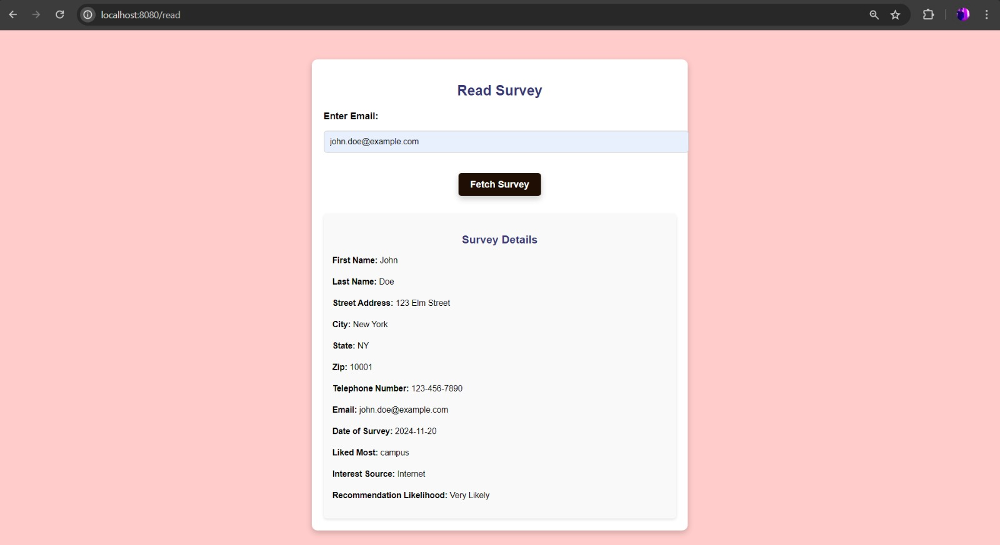 localhost:8080/read
Read Survey
Enter Email:
john.doe@example.com
Fetch Survey
Survey Details
First Name: John
Last Name: Doe
Street Address: 123 Elm Street
City: New York
State: NY
Zip: 10001
Telephone Number: 123-456-7890
Email: john.doe@example.com
Date of Survey: 2024-11-20
Liked Most: campus
Interest Source: Internet
Recommendation Likelihood: Very Likely